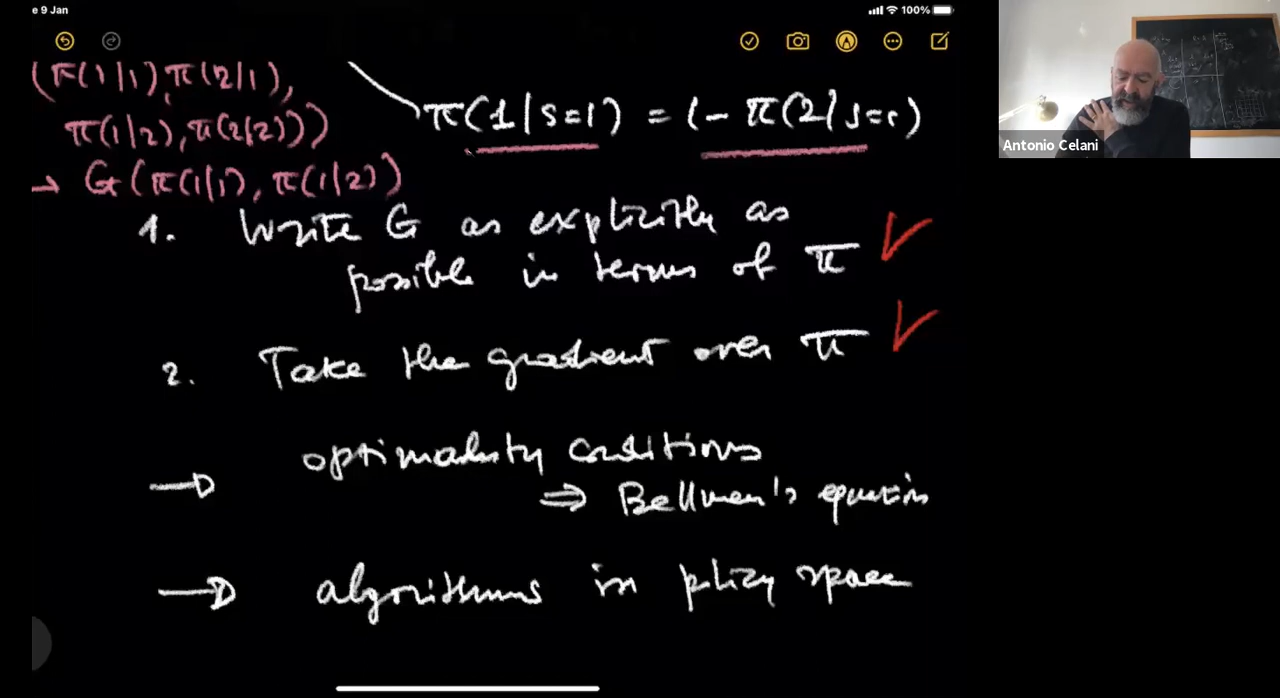 e 9 Jan
100%
(π(1|1), π(2|1),
π(1|2), π(2|2)))
→ G(π(1|1), π(1|2))
π(1|s=1) = 1 - π(2|s=1)
1. Write G as explicitly as
possible in terms of π ✓
2. Take the gradient over π ✓
→ optimality conditions
⇒ Bellman's equation
→ algorithms in policy space
Antonio Celani